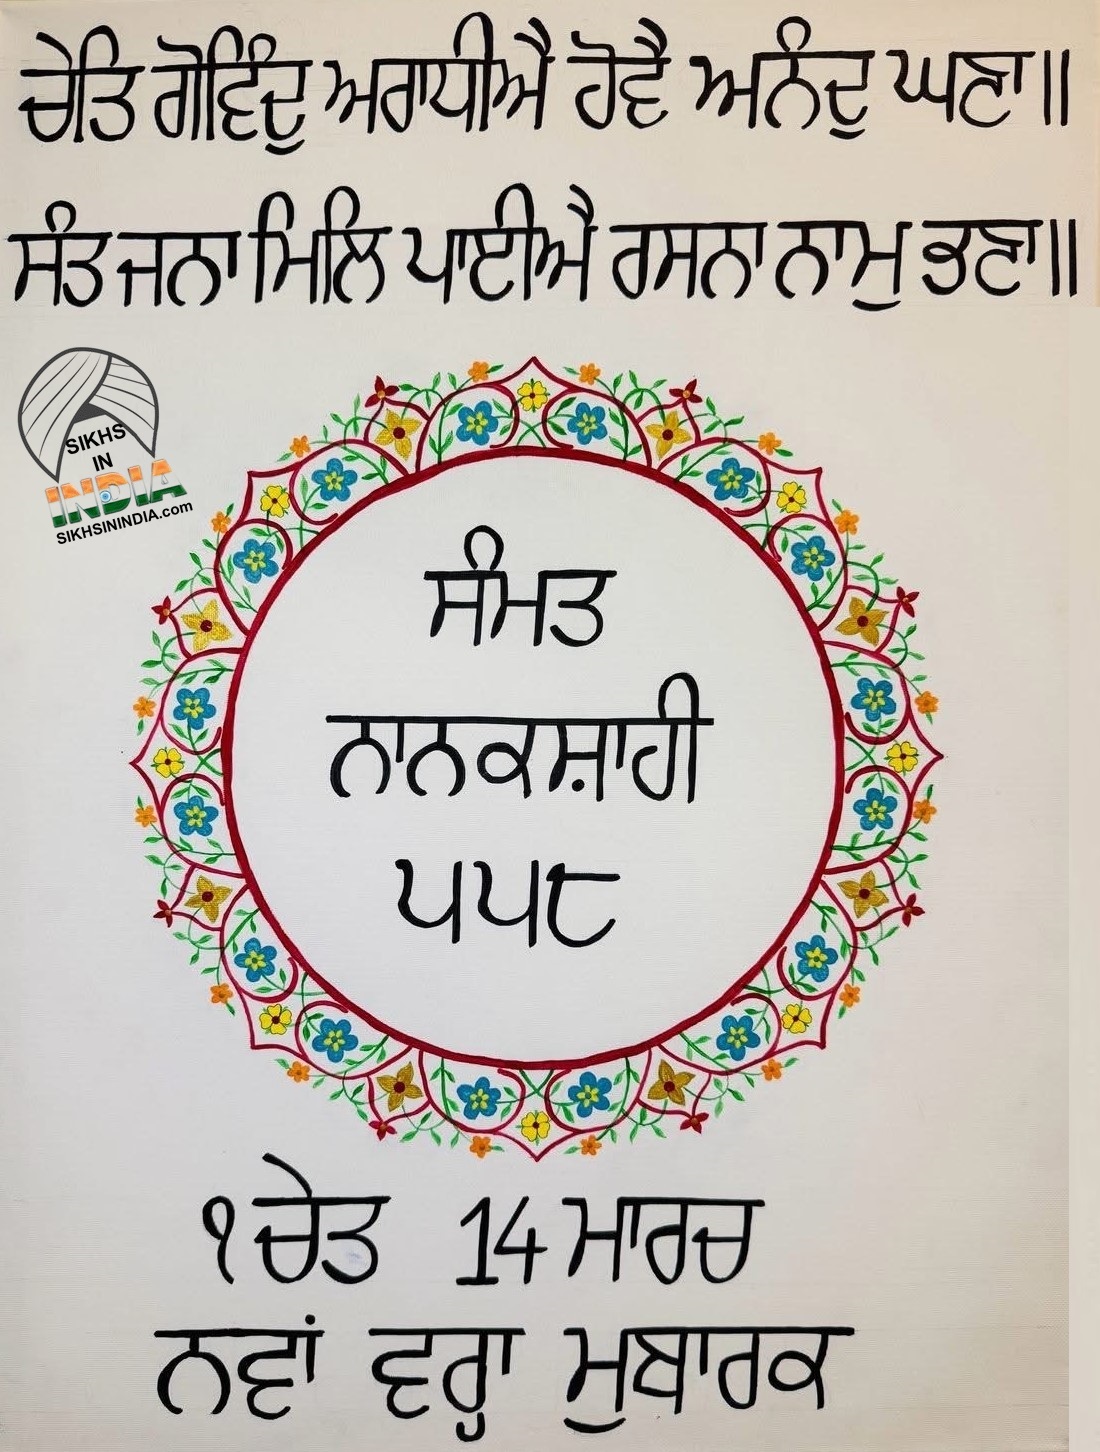 ਚੇਤਿ ਗੋਵਿੰਦੁ ਅਰਾਧੀਐ ਹੋਵੈ ਅਨੰਦੁ ਘਣਾ॥
ਸੰਤ ਜਨਾ ਮਿਲਿ ਪਾਈਐ ਰਸਨਾ ਨਾਮੁ ਭਣਾ॥
SIKHS
IN
INDIA
SIKHSININDIA.com
ਸੰਮਤ
ਨਾਨਕਸ਼ਾਹੀ
੫੫੮
੧ ਚੇਤ 14 ਮਾਰਚ
ਨਵਾਂ ਵਰ੍ਹਾ ਮੁਬਾਰਕ